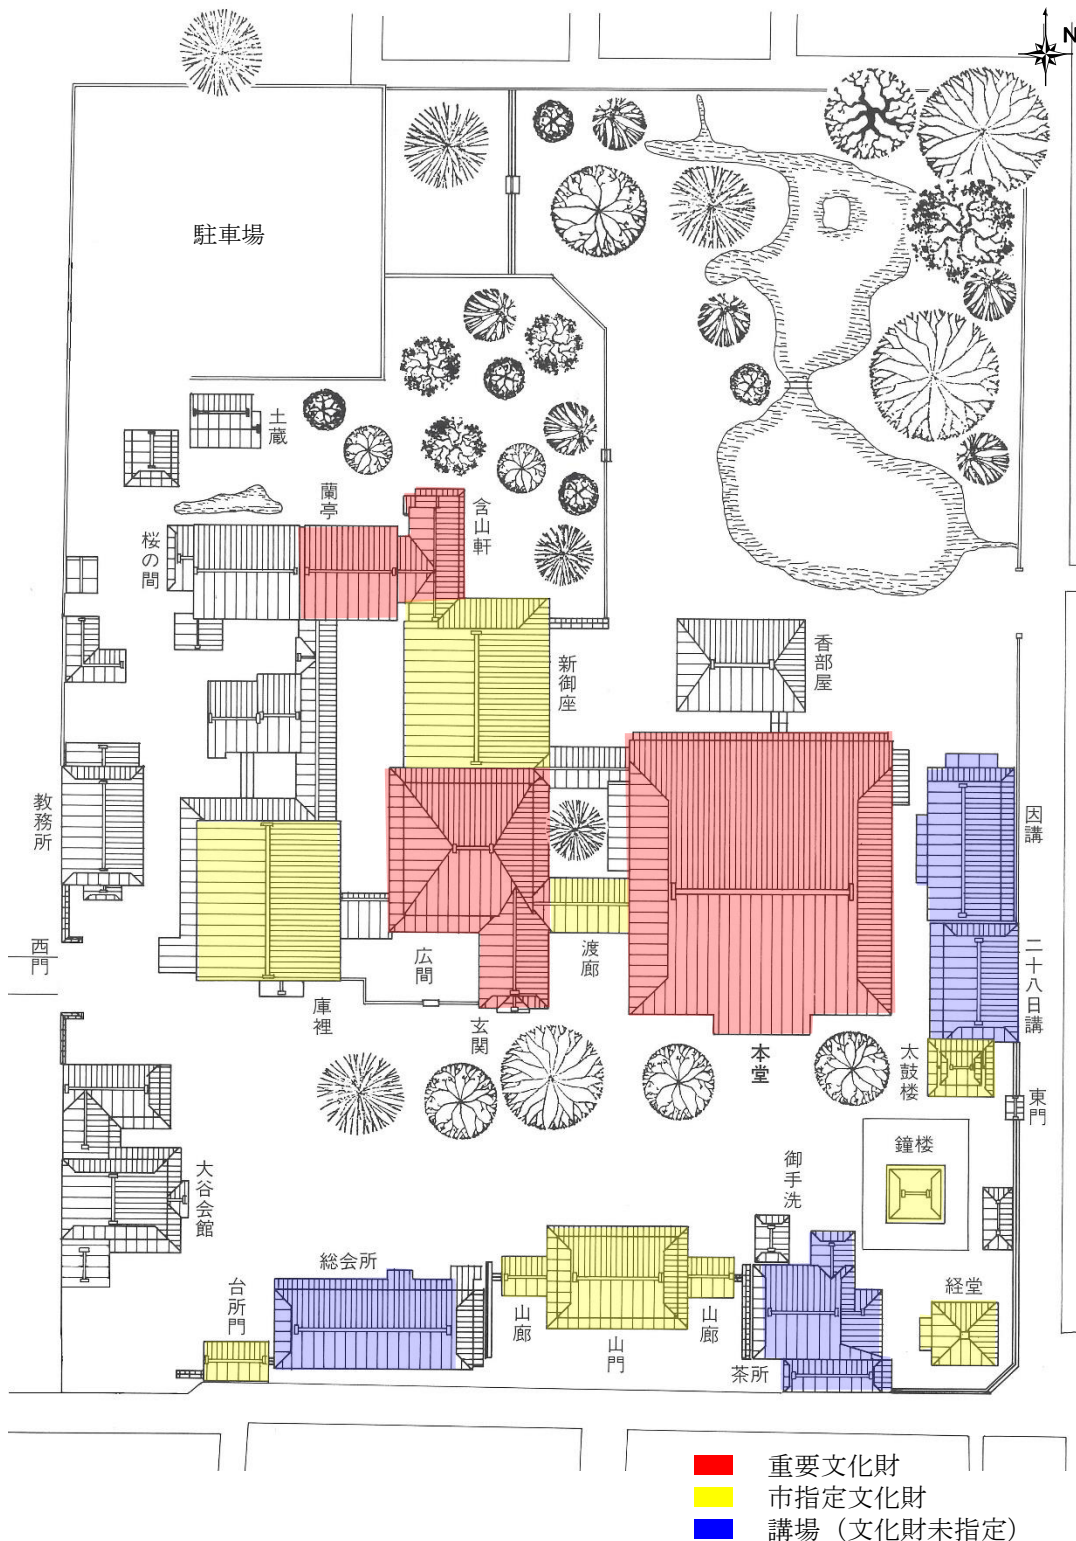 N
駐車場
土蔵
蘭亭
含山軒
桜の間
新御座
香部屋
教務所
因講
西門
広間
渡廊
二十八日講
庫裡
玄関
本堂
太鼓楼
東門
鐘楼
御手洗
大谷会館
総会所
台所門
山廊
山門
山廊
茶所
経堂
重要文化財
市指定文化財
講場（文化財未指定）